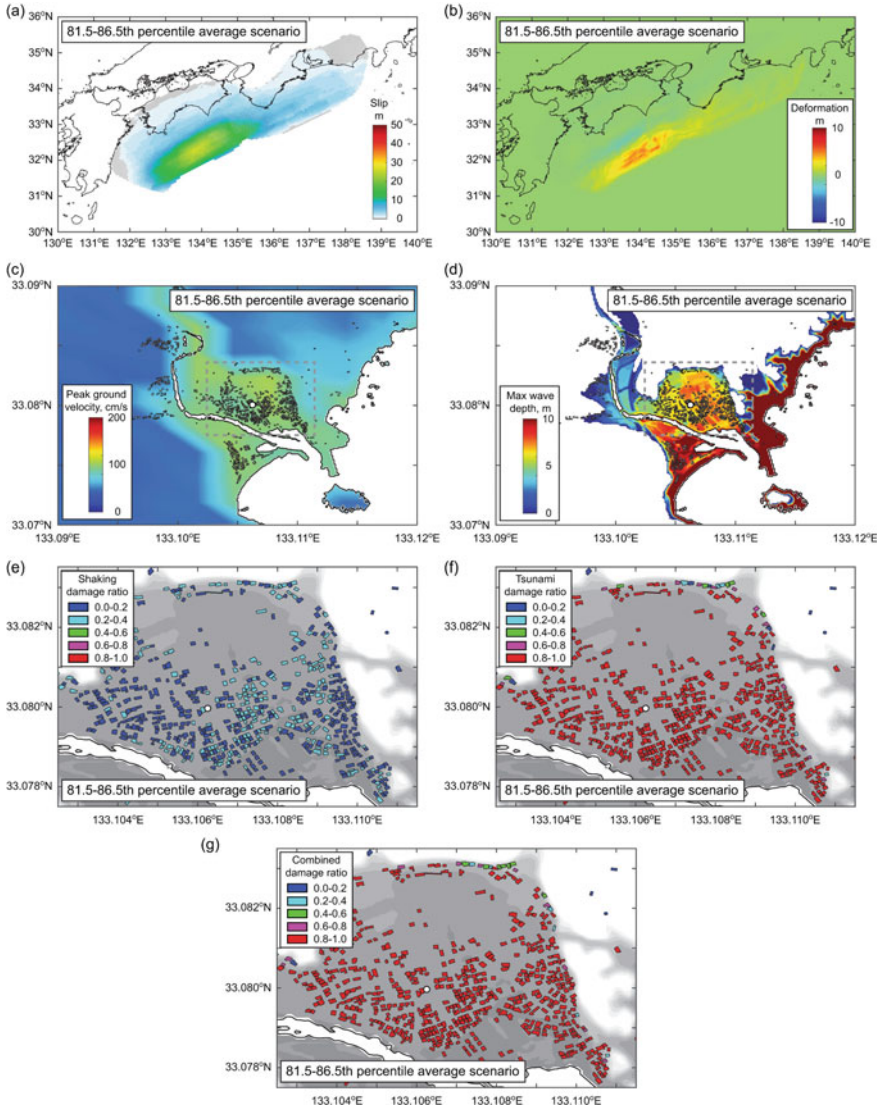 (a)
81.5-86.5th percentile average scenario
36°N
35°N
34°N
33°N
32°N
31°N
30°N
Slip
m
50
40
30
20
10
0
130°E 131°E 132°E 133°E 134°E 135°E 136°E 137°E 138°E 139°E 140°E
(b)
81.5-86.5th percentile average scenario
36°N
35°N
34°N
33°N
32°N
31°N
30°N
Deformation
m
10
0
-10
130°E 131°E 132°E 133°E 134°E 135°E 136°E 137°E 138°E 139°E 140°E
(c)
33.09°N
81.5-86.5th percentile average scenario
33.08°N
Peak ground
velocity, cm/s
200
100
0
33.07°N
133.09°E 133.10°E 133.11°E 133.12°E
(d)
33.09°N
81.5-86.5th percentile average scenario
33.08°N
Max wave
depth, m
10
5
0
33.07°N
133.09°E 133.10°E 133.11°E 133.12°E
(e)
Shaking
damage ratio
0.0-0.2
0.2-0.4
0.4-0.6
0.6-0.8
0.8-1.0
33.082°N
33.080°N
33.078°N
81.5-86.5th percentile average scenario
133.104°E 133.106°E 133.108°E 133.110°E
(f)
Tsunami
damage ratio
0.0-0.2
0.2-0.4
0.4-0.6
0.6-0.8
0.8-1.0
33.082°N
33.080°N
33.078°N
81.5-86.5th percentile average scenario
133.104°E 133.106°E 133.108°E 133.110°E
(g)
Combined
damage ratio
0.0-0.2
0.2-0.4
0.4-0.6
0.6-0.8
0.8-1.0
33.082°N
33.080°N
33.078°N
81.5-86.5th percentile average scenario
133.104°E 133.106°E 133.108°E 133.110°E